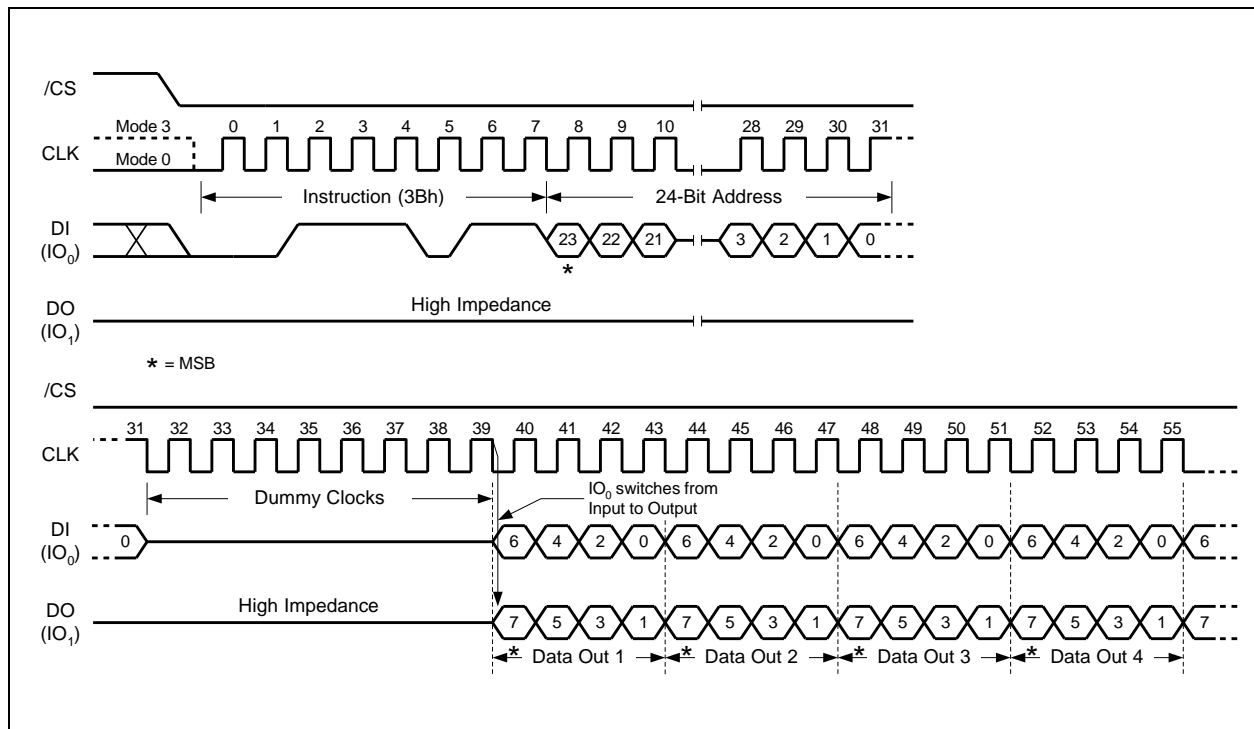 /CS
Mode 3 0 1 2 3 4 5 6 7 8 9 10 28 29 30 31
CLK Mode 0
Instruction (3Bh) 24-Bit Address
DI
(IO0) 23 22 21 3 2 1 0
*
DO High Impedance
(IO1)
* = MSB
/CS
31 32 33 34 35 36 37 38 39 40 41 42 43 44 45 46 47 48 49 50 51 52 53 54 55
CLK
Dummy Clocks IO0 switches from
Input to Output
DI
(IO0) 0 6 4 2 0 6 4 2 0 6 4 2 0 6 4 2 0 6
DO High Impedance
(IO1) 7 5 3 1 7 5 3 1 7 5 3 1 7 5 3 1 7
* Data Out 1 * Data Out 2 * Data Out 3 * Data Out 4